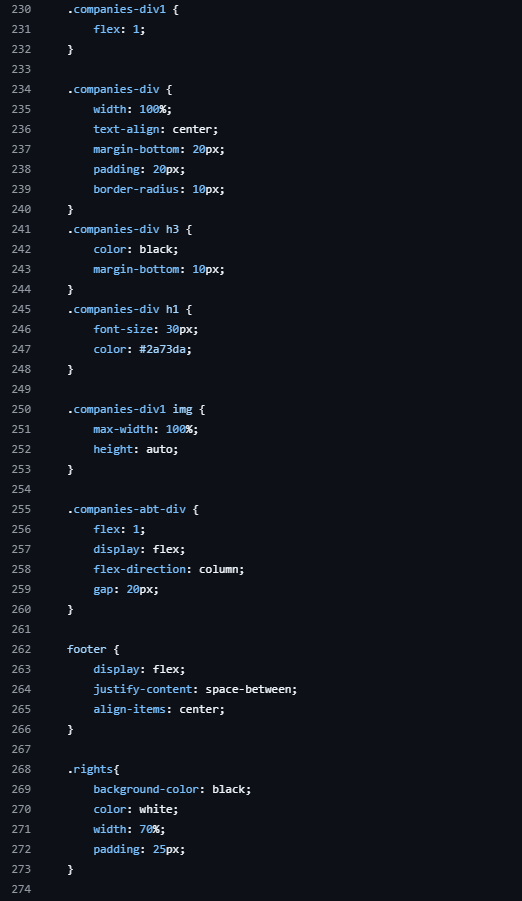 230 .companies-div1 {
231 flex: 1;
232 }
233
234 .companies-div {
235 width: 100%;
236 text-align: center;
237 margin-bottom: 20px;
238 padding: 20px;
239 border-radius: 10px;
240 }
241 .companies-div h3 {
242 color: black;
243 margin-bottom: 10px;
244 }
245 .companies-div h1 {
246 font-size: 30px;
247 color: #2a73da;
248 }
249
250 .companies-div1 img {
251 max-width: 100%;
252 height: auto;
253 }
254
255 .companies-abt-div {
256 flex: 1;
257 display: flex;
258 flex-direction: column;
259 gap: 20px;
260 }
261
262 footer {
263 display: flex;
264 justify-content: space-between;
265 align-items: center;
266 }
267
268 .rights{
269 background-color: black;
270 color: white;
271 width: 70%;
272 padding: 25px;
273 }
274